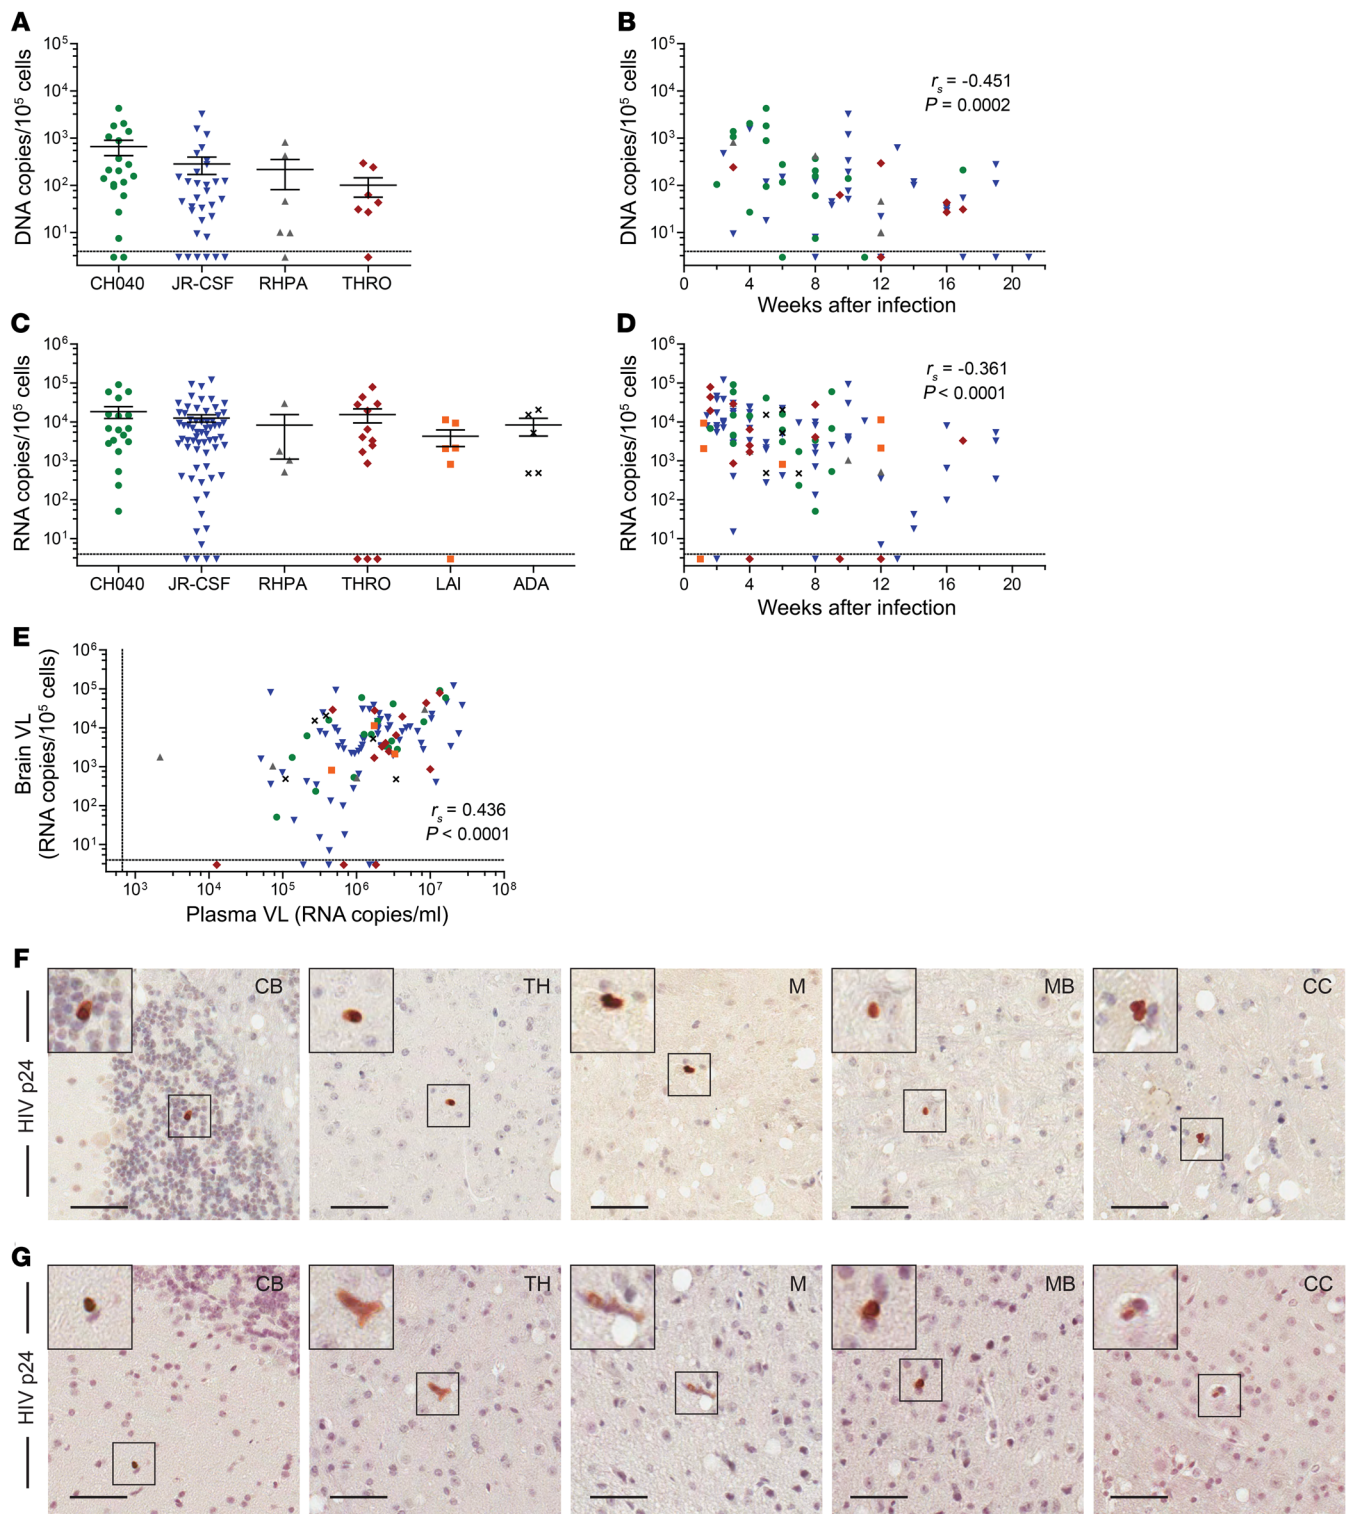 A
DNA copies/10⁵ cells
10⁵
10⁴
10³
10²
10¹
CH040 JR-CSF RHPA THRO
B
DNA copies/10⁵ cells
10⁵
10⁴
10³
10²
10¹
rₛ = -0.451
P = 0.0002
0 4 8 12 16 20
Weeks after infection
C
RNA copies/10⁵ cells
10⁶
10⁵
10⁴
10³
10²
10¹
CH040 JR-CSF RHPA THRO LAI ADA
D
RNA copies/10⁵ cells
10⁶
10⁵
10⁴
10³
10²
10¹
rₛ = -0.361
P < 0.0001
0 4 8 12 16 20
Weeks after infection
E
Brain VL
(RNA copies/10⁵ cells)
10⁶
10⁵
10⁴
10³
10²
10¹
rₛ = 0.436
P < 0.0001
10³ 10⁴ 10⁵ 10⁶ 10⁷ 10⁸
Plasma VL (RNA copies/ml)
F
HIV p24
CB TH M MB CC
G
HIV p24
CB TH M MB CC